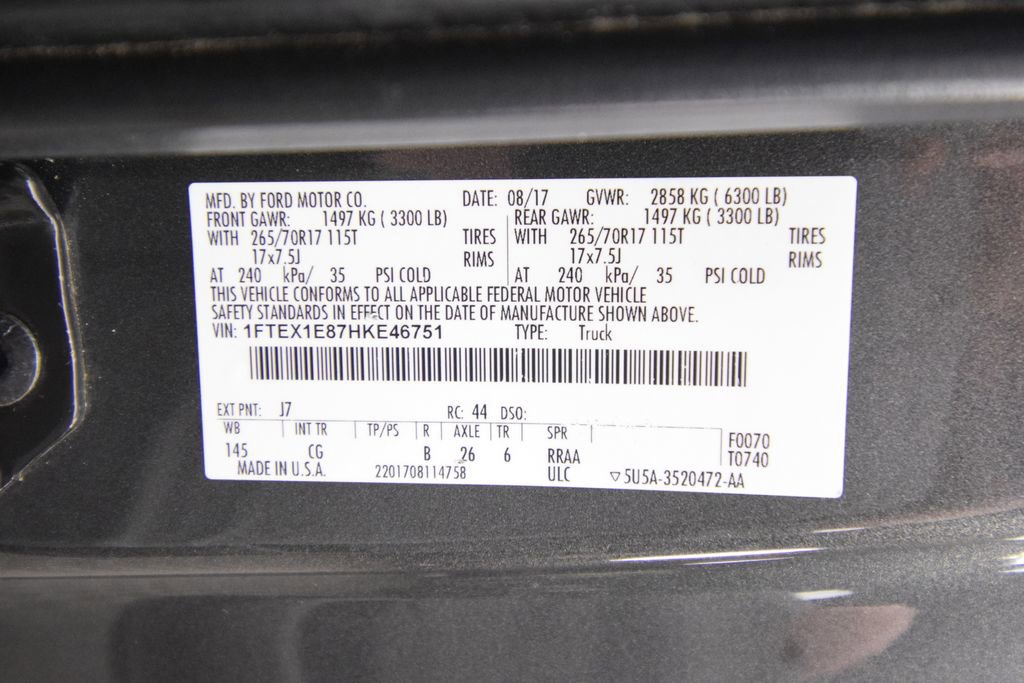 MFD. BY FORD MOTOR CO. DATE: 08/17 GVWR: 2858 KG ( 6300 LB)
FRONT GAWR: 1497 KG ( 3300 LB) REAR GAWR: 1497 KG ( 3300 LB)
WITH 265/70R17 115T TIRES WITH 265/70R17 115T TIRES
17x7.5J RIMS 17x7.5J RIMS
AT 240 kPa/ 35 PSI COLD AT 240 kPa/ 35 PSI COLD
THIS VEHICLE CONFORMS TO ALL APPLICABLE FEDERAL MOTOR VEHICLE
SAFETY STANDARDS IN EFFECT ON THE DATE OF MANUFACTURE SHOWN ABOVE.
VIN: 1FTEX1E87HKE46751 TYPE: Truck
EXT PNT: J7 RC: 44 DSO:
WB INT TR TP/PS R AXLE TR SPR F0070
145 CG B 26 6 RRAA T0740
MADE IN U.S.A. 2201708114758 ULC ▽5U5A-3520472-AA